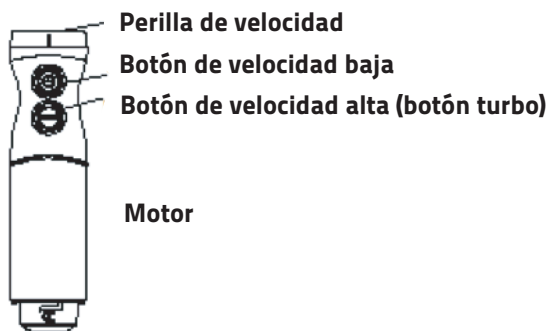 Perilla de velocidad
Botón de velocidad baja
Botón de velocidad alta (botón turbo)
Motor